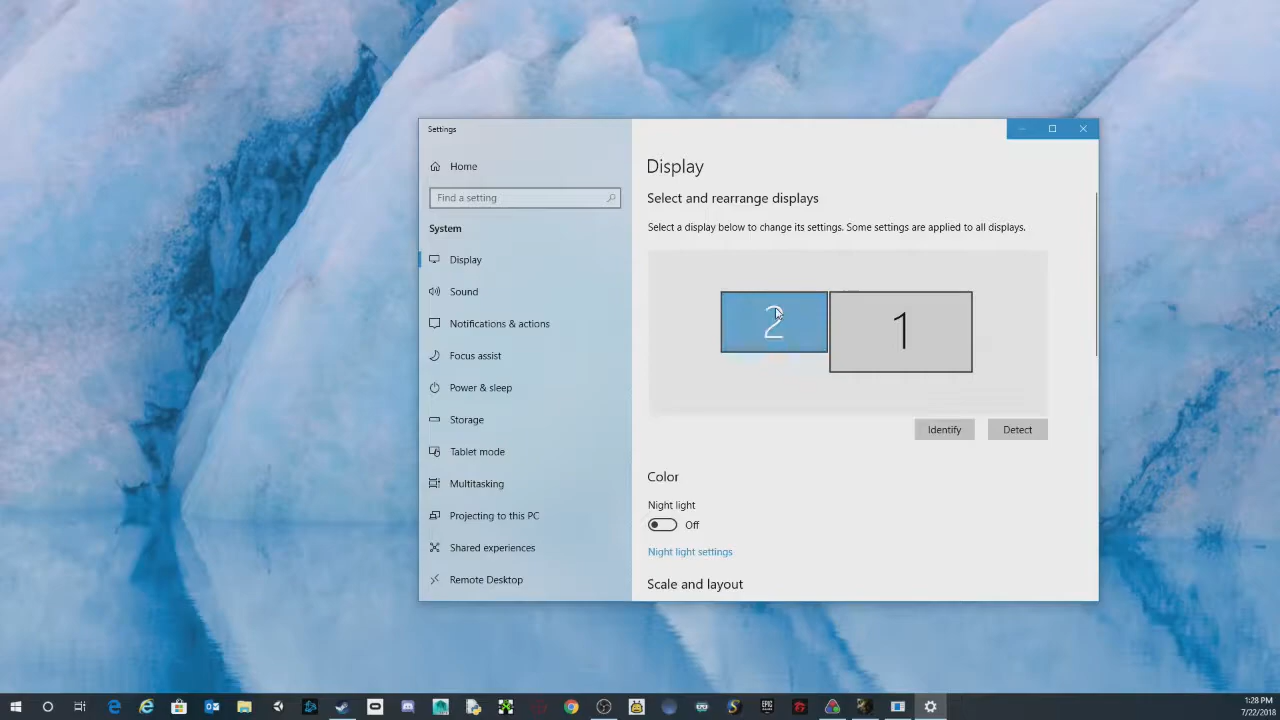 Settings
Home
Find a setting
System
Display
Sound
Notifications & actions
Focus assist
Power & sleep
Storage
Tablet mode
Multitasking
Projecting to this PC
Shared experiences
Remote Desktop
Display
Select and rearrange displays
Select a display below to change its settings. Some settings are applied to all displays.
2
1
Identify
Detect
Color
Night light
Off
Night light settings
Scale and layout
EPIC
1:28 PM
7/22/2018